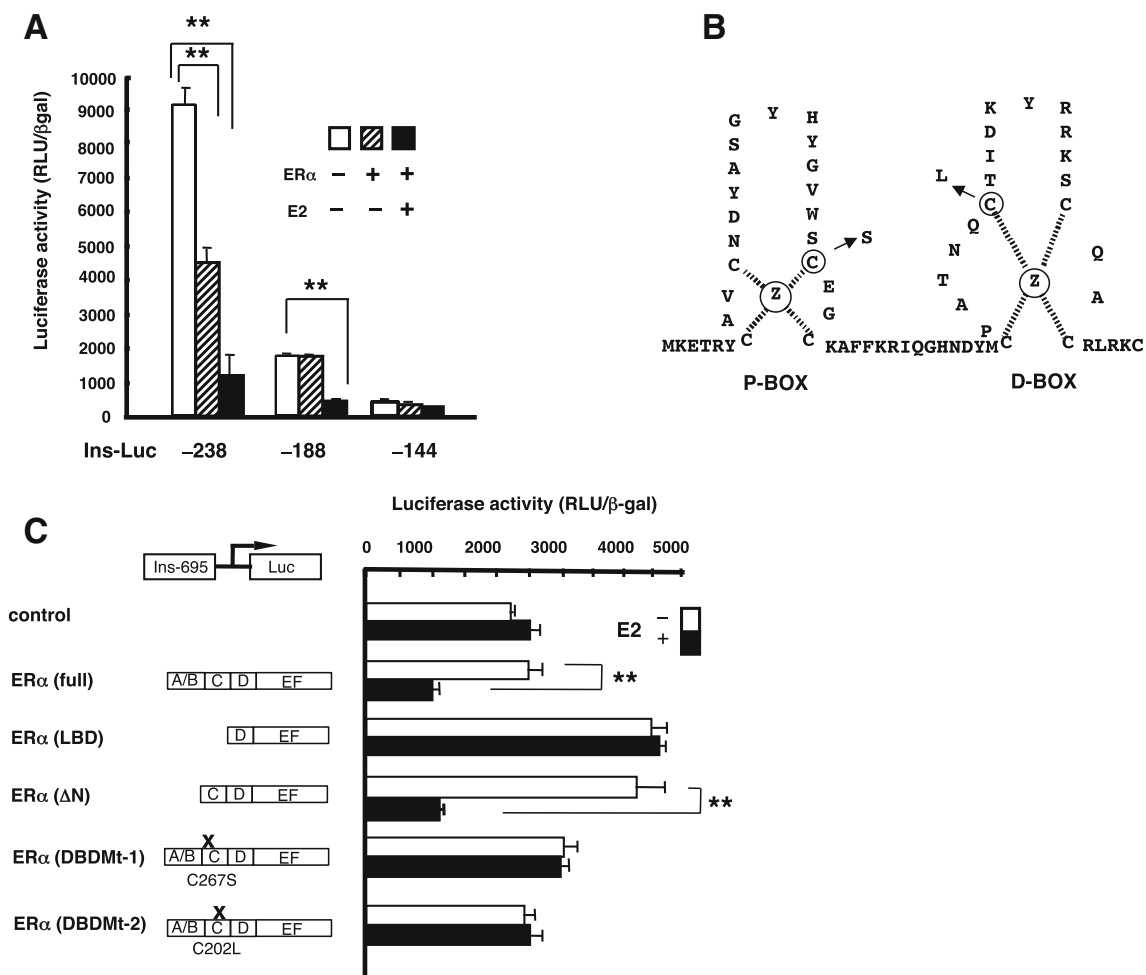 A
**
**
10000
9000
8000
7000
6000
5000
4000
3000
2000
1000
0
Luciferase activity (RLU/βgal)
ERα − + +
E2 − − +
**
Ins-Luc −238 −188 −144
B
G S A Y D N C
Y
H Y G V W S C
S
V A
Z
E G
MKETRYC
C KAFFKRIQGHNDYMC
P-BOX
K D I T C
Y
R R K S C
L
Q N T A P
Z
Q A
C RLRKC
D-BOX
C
Luciferase activity (RLU/β-gal)
0 1000 2000 3000 4000 5000
Ins-695 Luc
control
E2 −
+
ERα (full) A/B C D EF
**
ERα (LBD) D EF
ERα (ΔN) C D EF
**
X
ERα (DBDMt-1) A/B C D EF
C267S
X
ERα (DBDMt-2) A/B C D EF
C202L